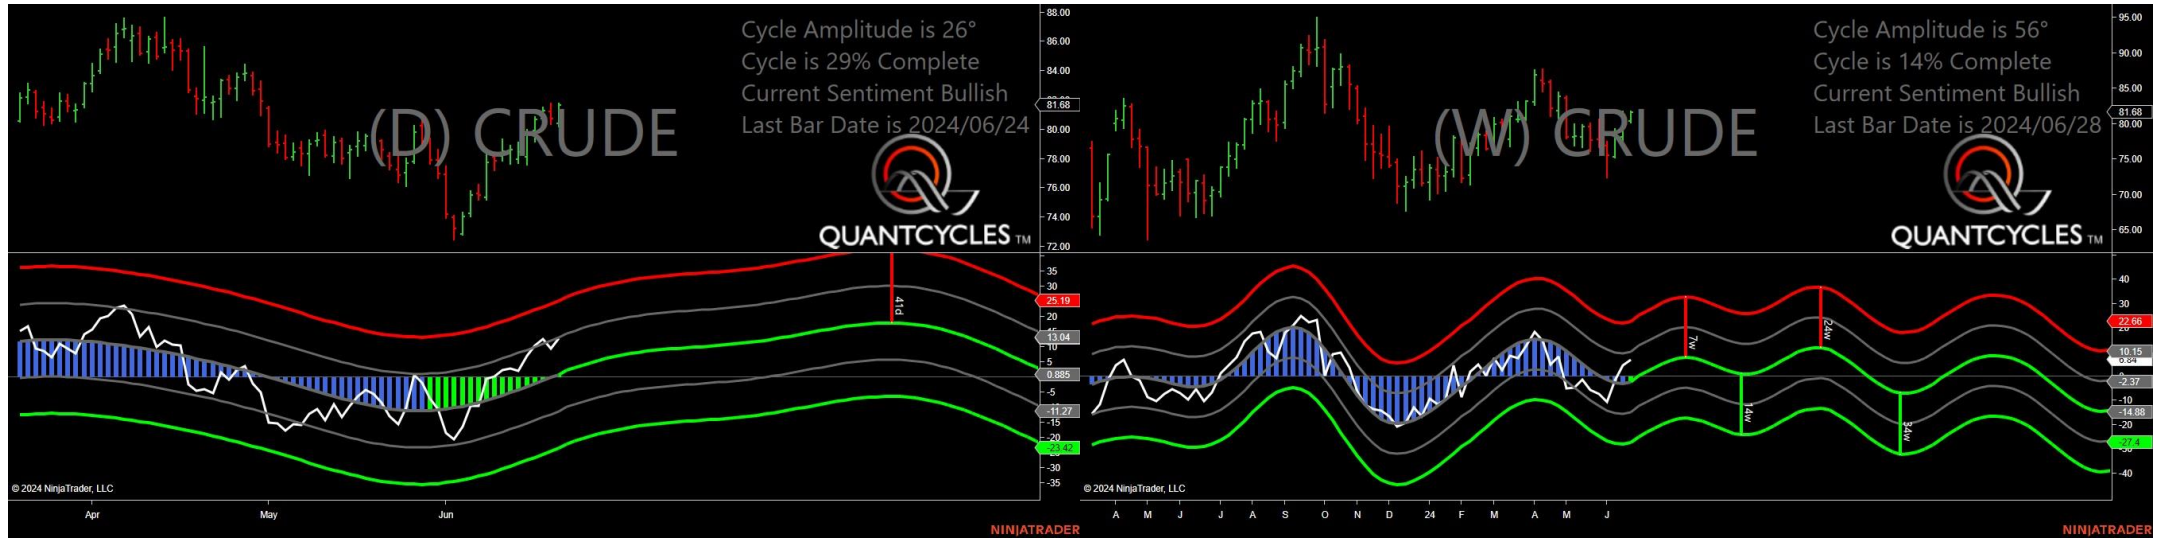 Cycle Amplitude is 26°
Cycle is 29% Complete
Current Sentiment Bullish
Last Bar Date is 2024/06/24
(D) CRUDE
QUANTCYCLES TM
88.00
86.00
84.00
81.68
80.00
78.00
76.00
74.00
72.00
35
30
25.19
20
13.04
10
5
0.885
-5
-11.27
-15
-20
-23.42
-30
-35
41d
© 2024 NinjaTrader, LLC
Apr May Jun
NINJATRADER
Cycle Amplitude is 56°
Cycle is 14% Complete
Current Sentiment Bullish
Last Bar Date is 2024/06/28
(W) CRUDE
QUANTCYCLES TM
95.00
90.00
85.00
81.68
80.00
75.00
70.00
65.00
40
30
22.66
10.15
-2.37
-10
-14.88
-20
-27.4
-40
7w
14w
24w
34w
© 2024 NinjaTrader, LLC
A M J J A S O N D 24 F M A M J
NINJATRADER